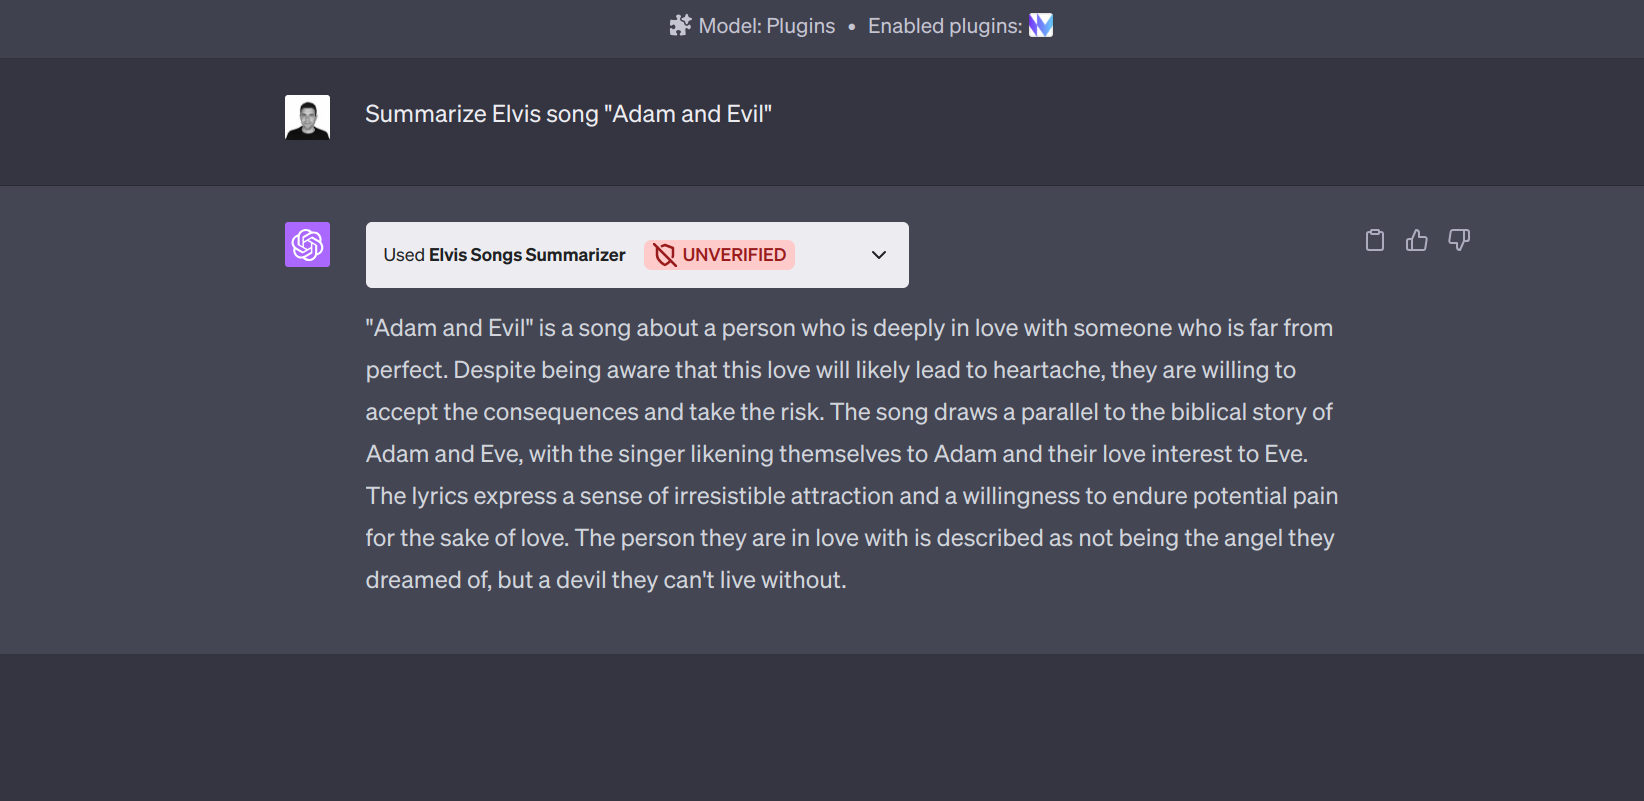 Model: Plugins • Enabled plugins:
Summarize Elvis song "Adam and Evil"
Used Elvis Songs Summarizer UNVERIFIED
"Adam and Evil" is a song about a person who is deeply in love with someone who is far from
perfect. Despite being aware that this love will likely lead to heartache, they are willing to
accept the consequences and take the risk. The song draws a parallel to the biblical story of
Adam and Eve, with the singer likening themselves to Adam and their love interest to Eve.
The lyrics express a sense of irresistible attraction and a willingness to endure potential pain
for the sake of love. The person they are in love with is described as not being the angel they
dreamed of, but a devil they can't live without.